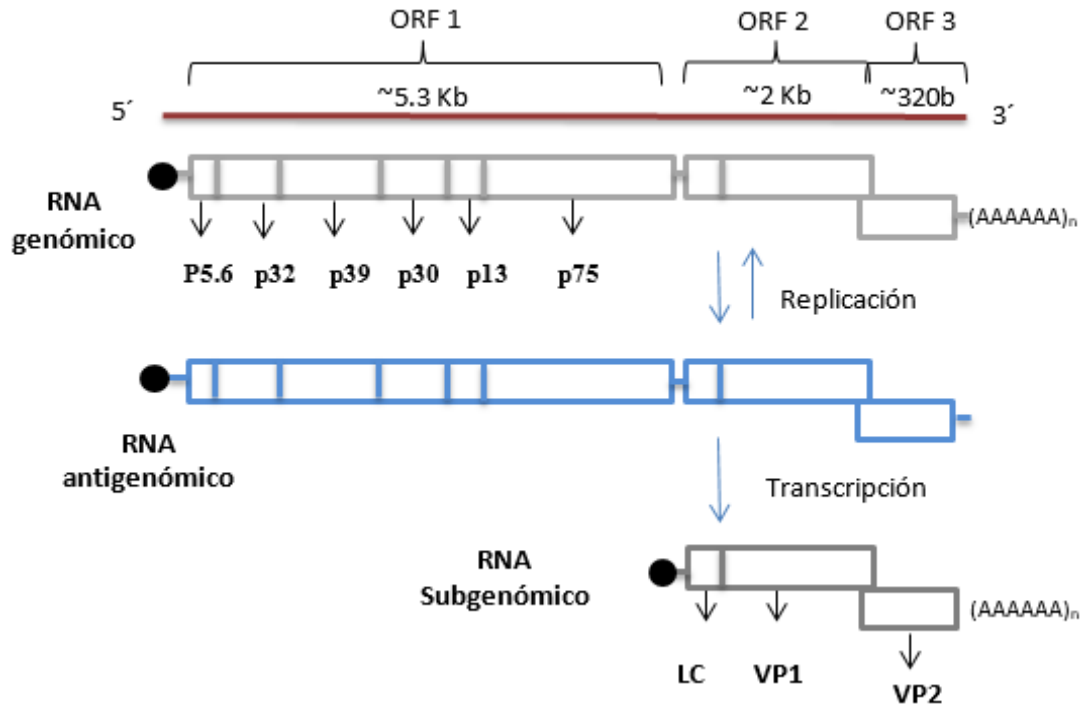 ORF 1
ORF 2
ORF 3
~5.3 Kb
~2 Kb
~320b
5´
3´
RNA
genómico
(AAAAAA)ₙ
P5.6
p32
p39
p30
p13
p75
Replicación
RNA
antigenómico
Transcripción
RNA
Subgenómico
(AAAAAA)ₙ
LC
VP1
VP2